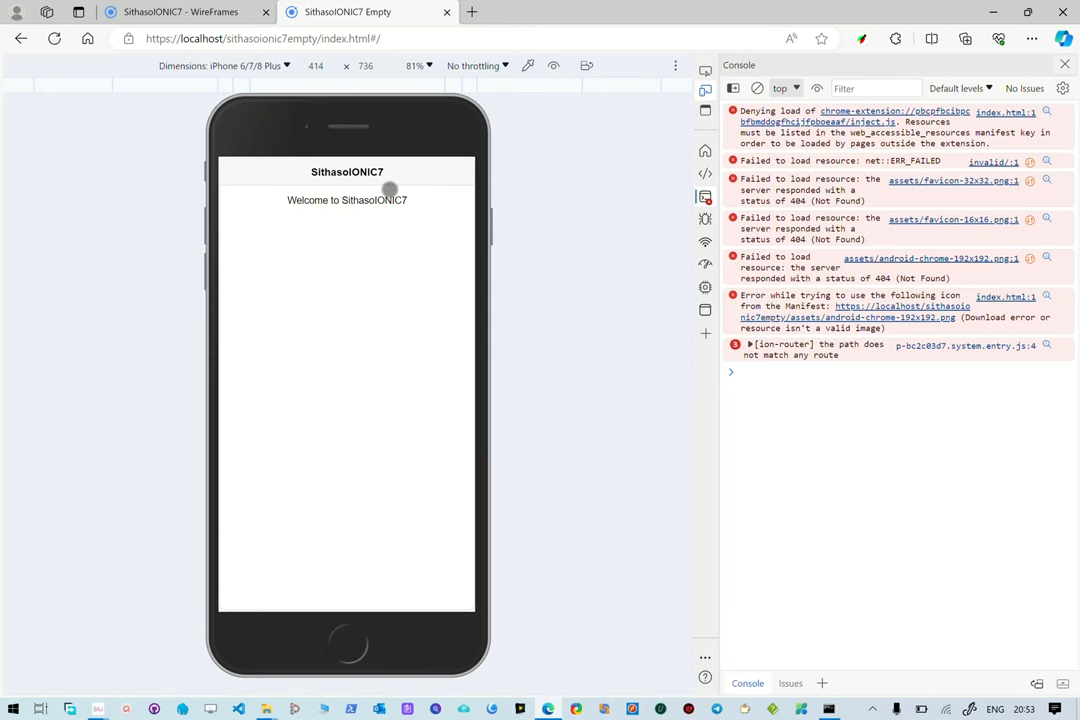 SithasoIONIC7 - WireFrames
SithasoIONIC7 Empty
https://localhost/sithasoionic7empty/index.html#/
Dimensions: iPhone 6/7/8 Plus
414
×
736
81%
No throttling
SithasoIONIC7
Welcome to SithasoIONIC7
Console
top
Filter
Default levels
No Issues
Denying load of chrome-extension://pbcpfbcibpc index.html:1
bfbmddogfhcijfpboeaaf/inject.js. Resources
must be listed in the web_accessible_resources manifest key in
order to be loaded by pages outside the extension.
Failed to load resource: net::ERR_FAILED invalid/:1
Failed to load resource: the assets/favicon-32x32.png:1
server responded with a
status of 404 (Not Found)
Failed to load resource: the assets/favicon-16x16.png:1
server responded with a
status of 404 (Not Found)
Failed to load assets/android-chrome-192x192.png:1
resource: the server
responded with a status of 404 (Not Found)
Error while trying to use the following icon index.html:1
from the Manifest: https://localhost/sithasoio
nic7empty/assets/android-chrome-192x192.png (Download error or
resource isn't a valid image)
3 [ion-router] the path does p-bc2c03d7.system.entry.js:4
not match any route
Console
Issues
ENG
20:53